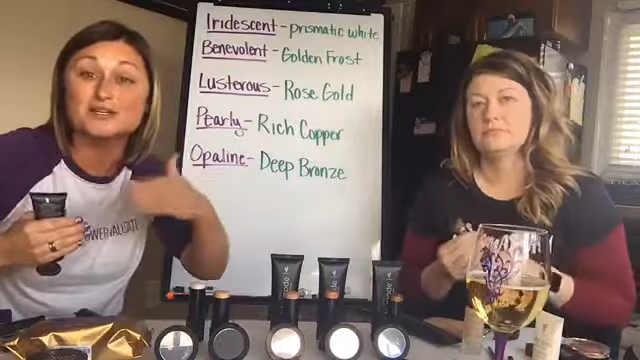 Iridescent - prismatic white
Benevolent - Golden Frost
Lusterous - Rose Gold
Pearly - Rich Copper
Opaline - Deep Bronze